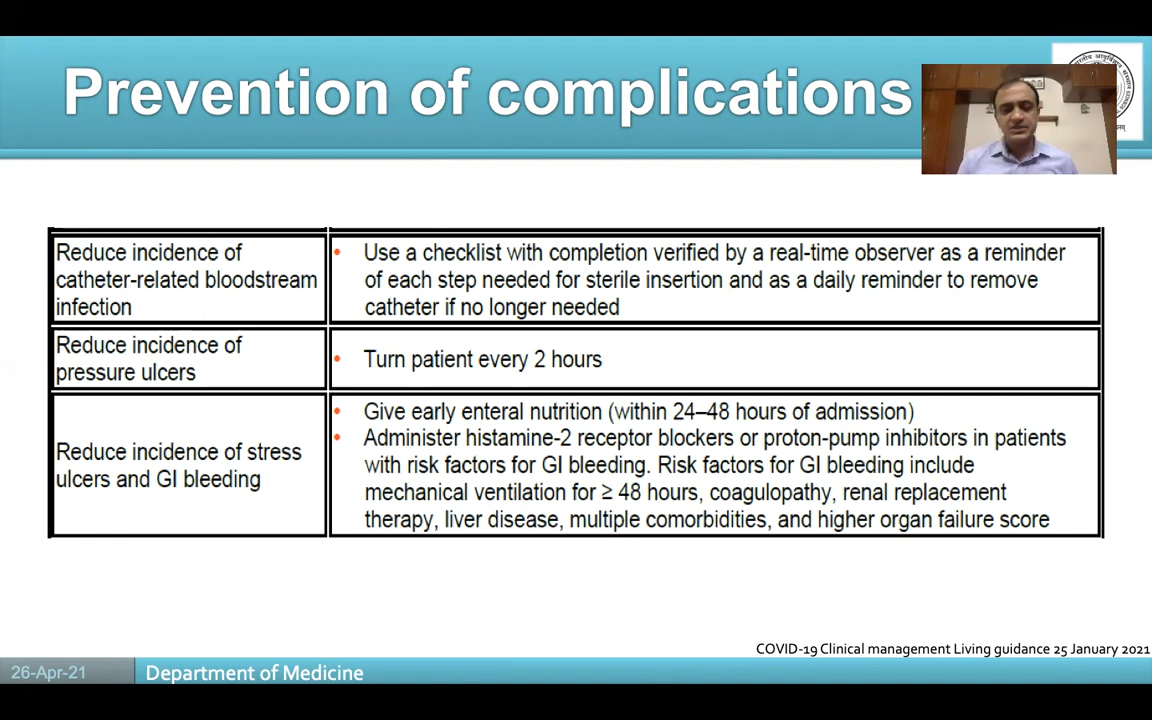 Prevention of complications
Reduce incidence of
catheter-related bloodstream
infection
• Use a checklist with completion verified by a real-time observer as a reminder
of each step needed for sterile insertion and as a daily reminder to remove
catheter if no longer needed
Reduce incidence of
pressure ulcers
• Turn patient every 2 hours
Reduce incidence of stress
ulcers and GI bleeding
• Give early enteral nutrition (within 24–48 hours of admission)
• Administer histamine-2 receptor blockers or proton-pump inhibitors in patients
with risk factors for GI bleeding. Risk factors for GI bleeding include
mechanical ventilation for ≥ 48 hours, coagulopathy, renal replacement
therapy, liver disease, multiple comorbidities, and higher organ failure score
COVID-19 Clinical management Living guidance 25 January 2021
26-Apr-21
Department of Medicine